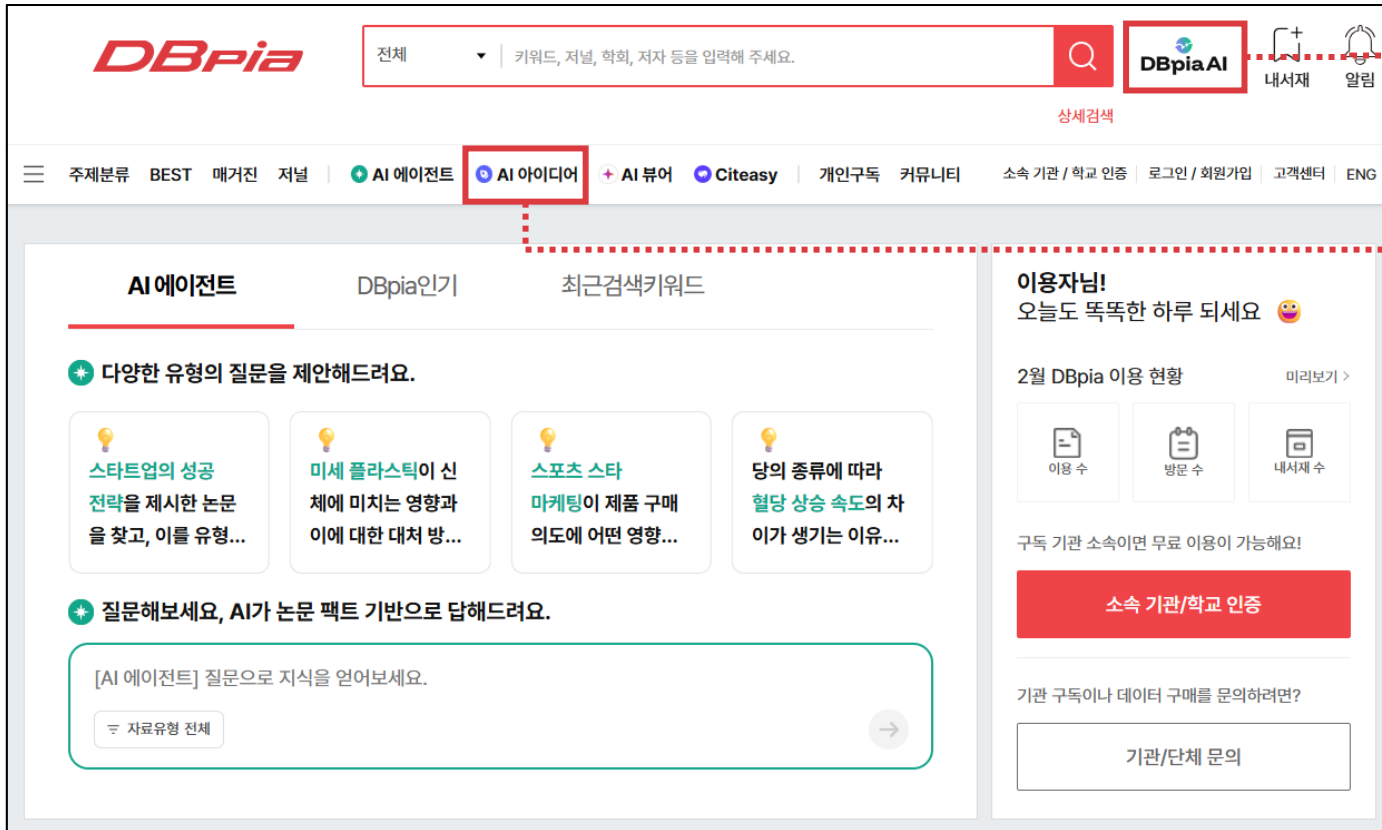 DBpia
전체
키워드, 저널, 학회, 저자 등을 입력해 주세요.
DBpia AI
내서재
알림
상세검색
주제분류 BEST 매거진 저널 AI 에이전트 AI 아이디어 AI 뷰어 Citeasy 개인구독 커뮤니티 소속 기관 / 학교 인증 로그인 / 회원가입 고객센터 ENG
AI 에이전트 DBpia인기 최근검색키워드
다양한 유형의 질문을 제안해드려요.
스타트업의 성공
전략을 제시한 논문
을 찾고, 이를 유형...
미세 플라스틱이 신
체에 미치는 영향과
이에 대한 대처 방...
스포츠 스타
마케팅이 제품 구매
의도에 어떤 영향...
당의 종류에 따라
혈당 상승 속도의 차
이가 생기는 이유...
질문해보세요, AI가 논문 팩트 기반으로 답해드려요.
[AI 에이전트] 질문으로 지식을 얻어보세요.
자료유형 전체
이용자님!
오늘도 똑똑한 하루 되세요
2월 DBpia 이용 현황
미리보기 >
이용 수
방문 수
내서재 수
구독 기관 소속이면 무료 이용이 가능해요!
소속 기관/학교 인증
기관 구독이나 데이터 구매를 문의하려면?
기관/단체 문의